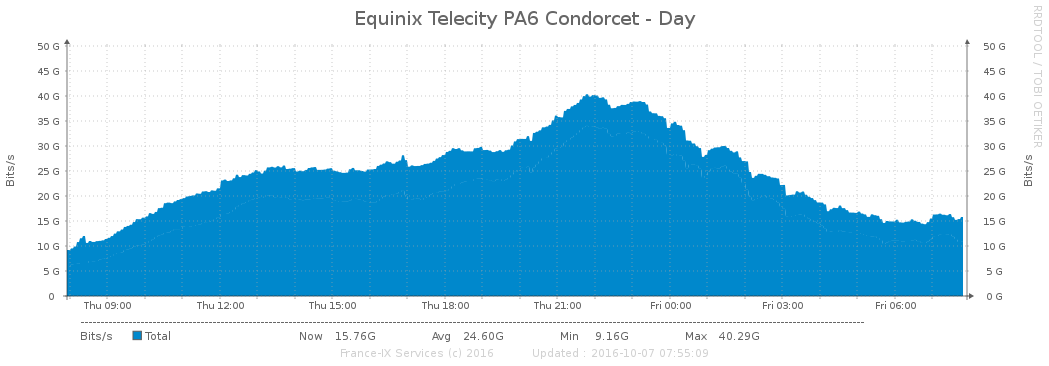 Equinix Telecity PA6 Condorcet - Day
RRDTOOL / TOBI OETIKER
Bits/s
50 G 50 G
45 G 45 G
40 G 40 G
35 G 35 G
30 G 30 G
25 G 25 G
20 G 20 G
15 G 15 G
10 G 10 G
5 G 5 G
0 0 G
Bits/s
Thu 09:00 Thu 12:00 Thu 15:00 Thu 18:00 Thu 21:00 Fri 00:00 Fri 03:00 Fri 06:00
Bits/s Total Now 15.76G Avg 24.60G Min 9.16G Max 40.29G
France-IX Services (c) 2016 Updated : 2016-10-07 07:55:09